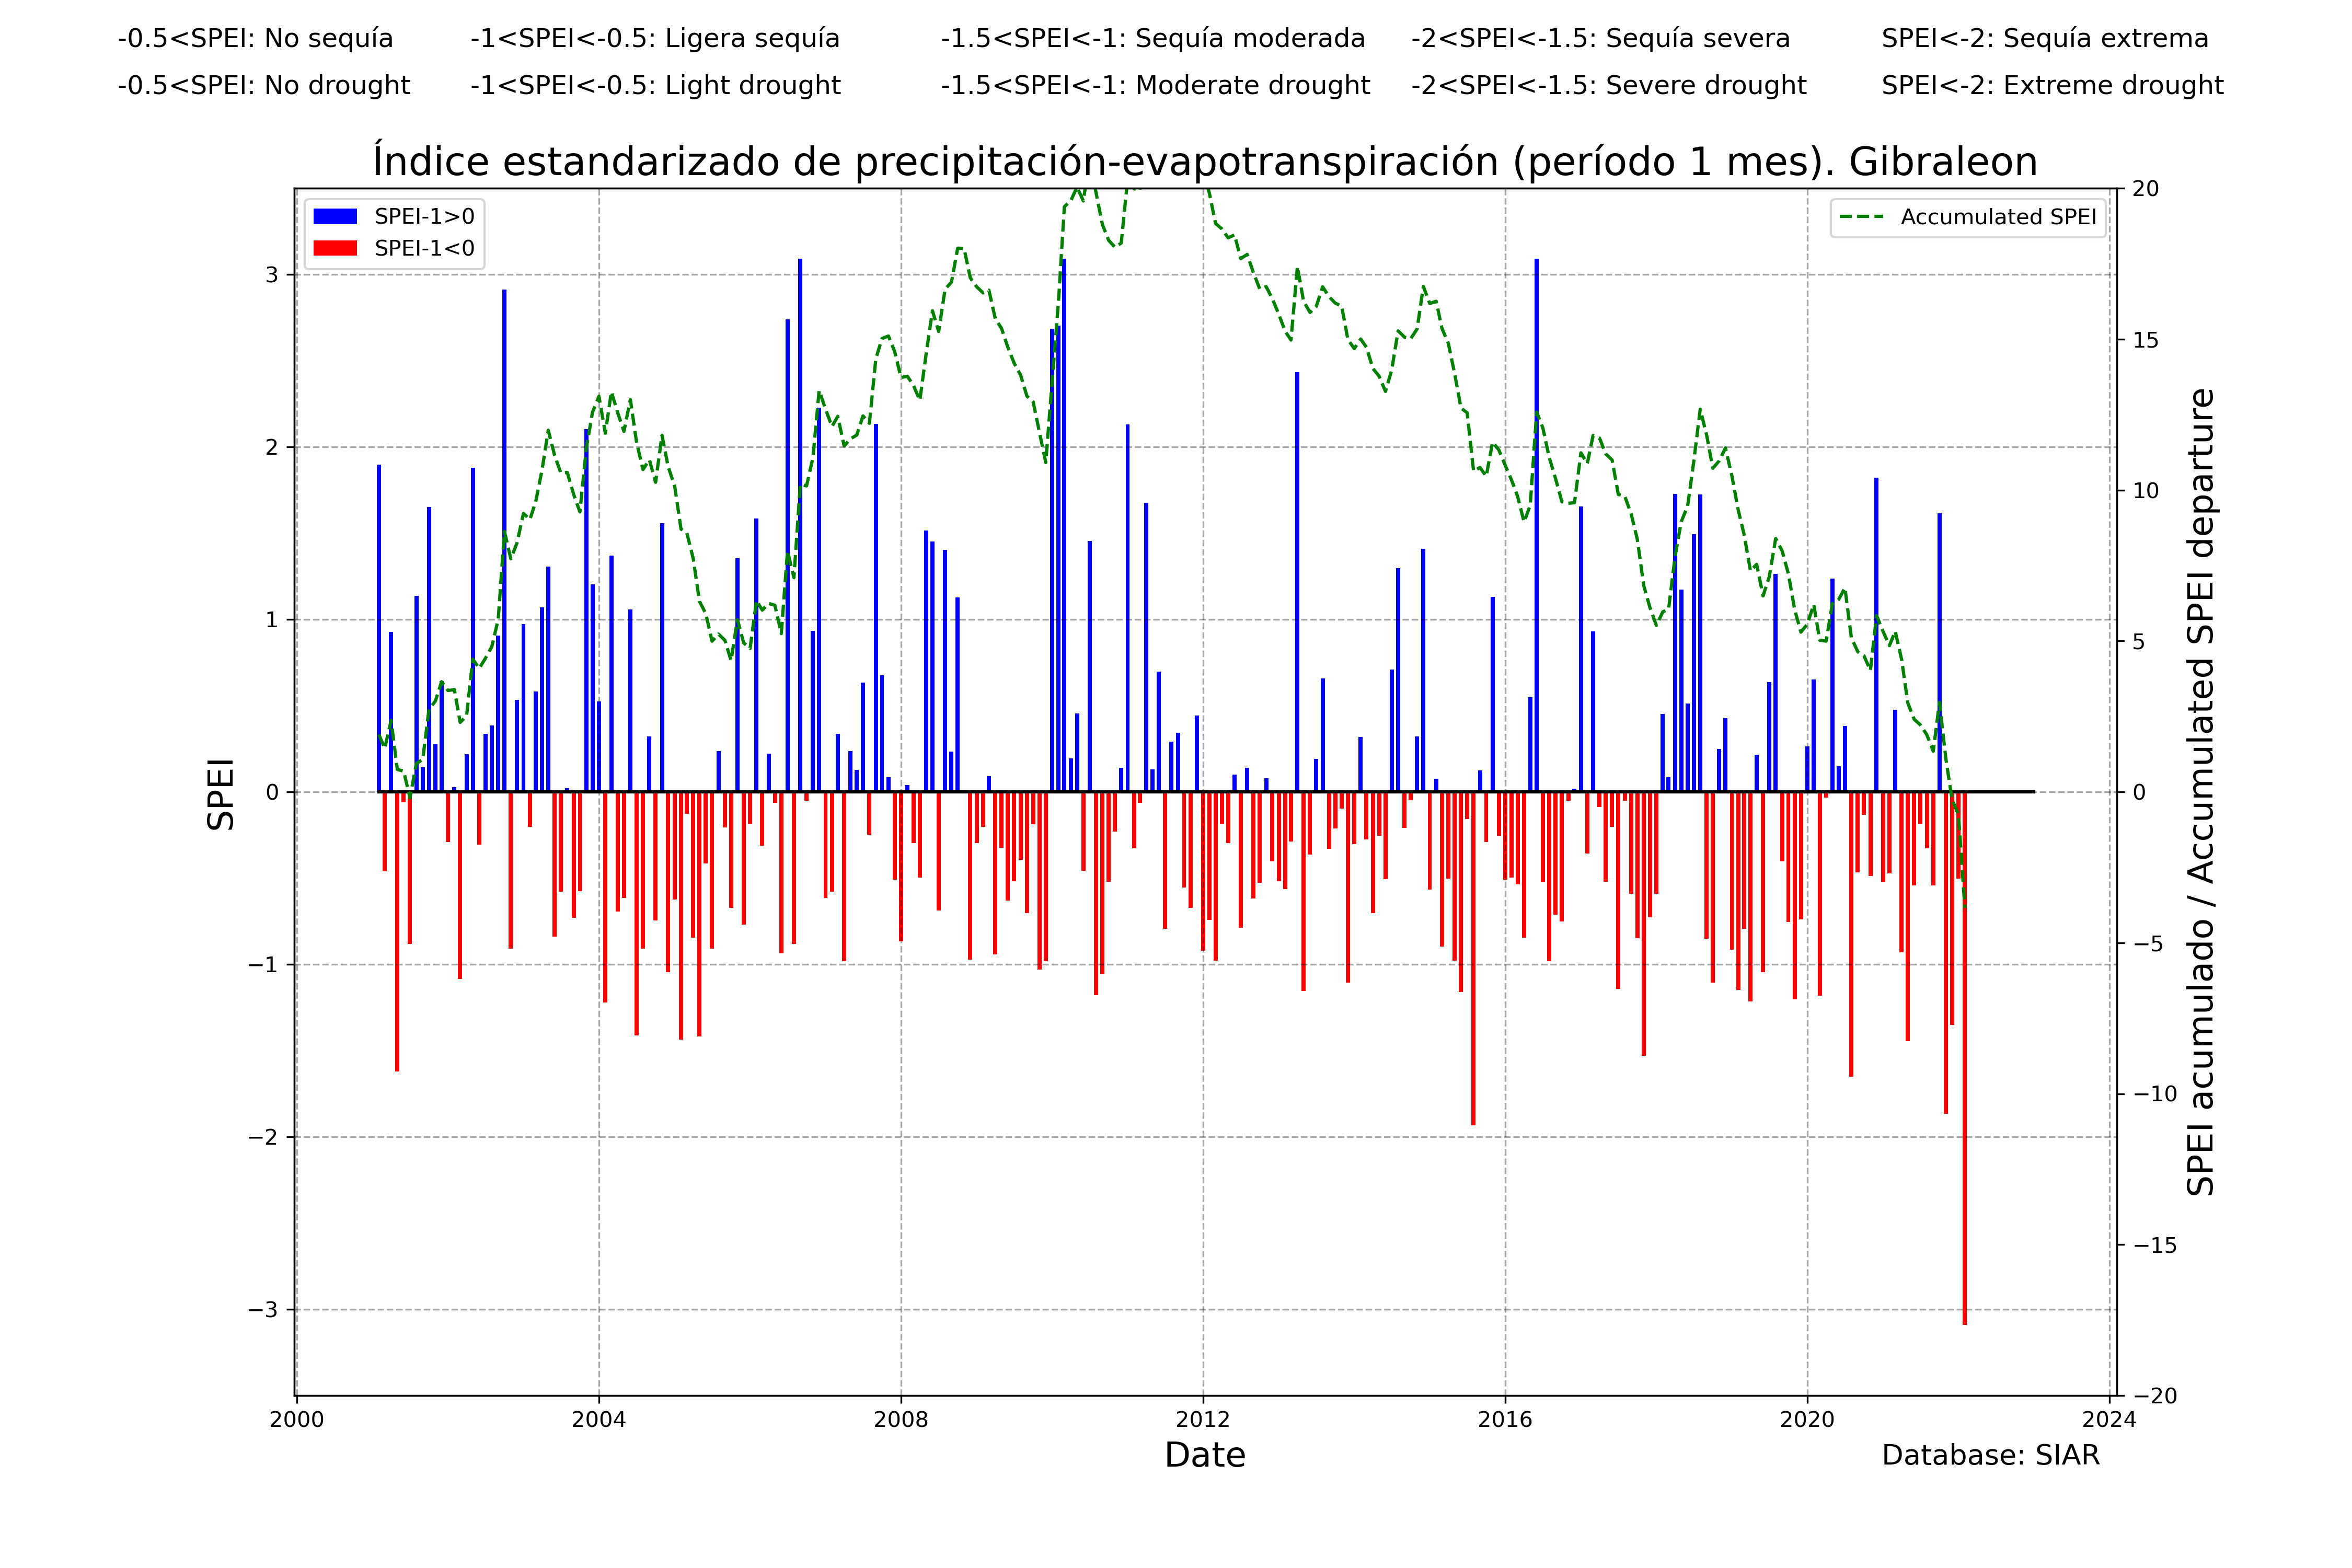 -0.5<SPEI: No sequía -1<SPEI<-0.5: Ligera sequía -1.5<SPEI<-1: Sequía moderada -2<SPEI<-1.5: Sequía severa SPEI<-2: Sequía extrema
-0.5<SPEI: No drought -1<SPEI<-0.5: Light drought -1.5<SPEI<-1: Moderate drought -2<SPEI<-1.5: Severe drought SPEI<-2: Extreme drought
Índice estandarizado de precipitación-evapotranspiración (período 1 mes). Gibraleon
SPEI-1>0
SPEI-1<0
Accumulated SPEI
SPEI
3
2
1
0
−1
−2
−3
20
15
10
5
0
−5
−10
−15
−20
SPEI acumulado / Accumulated SPEI departure
2000 2004 2008 2012 2016 2020 2024
Date
Database: SIAR